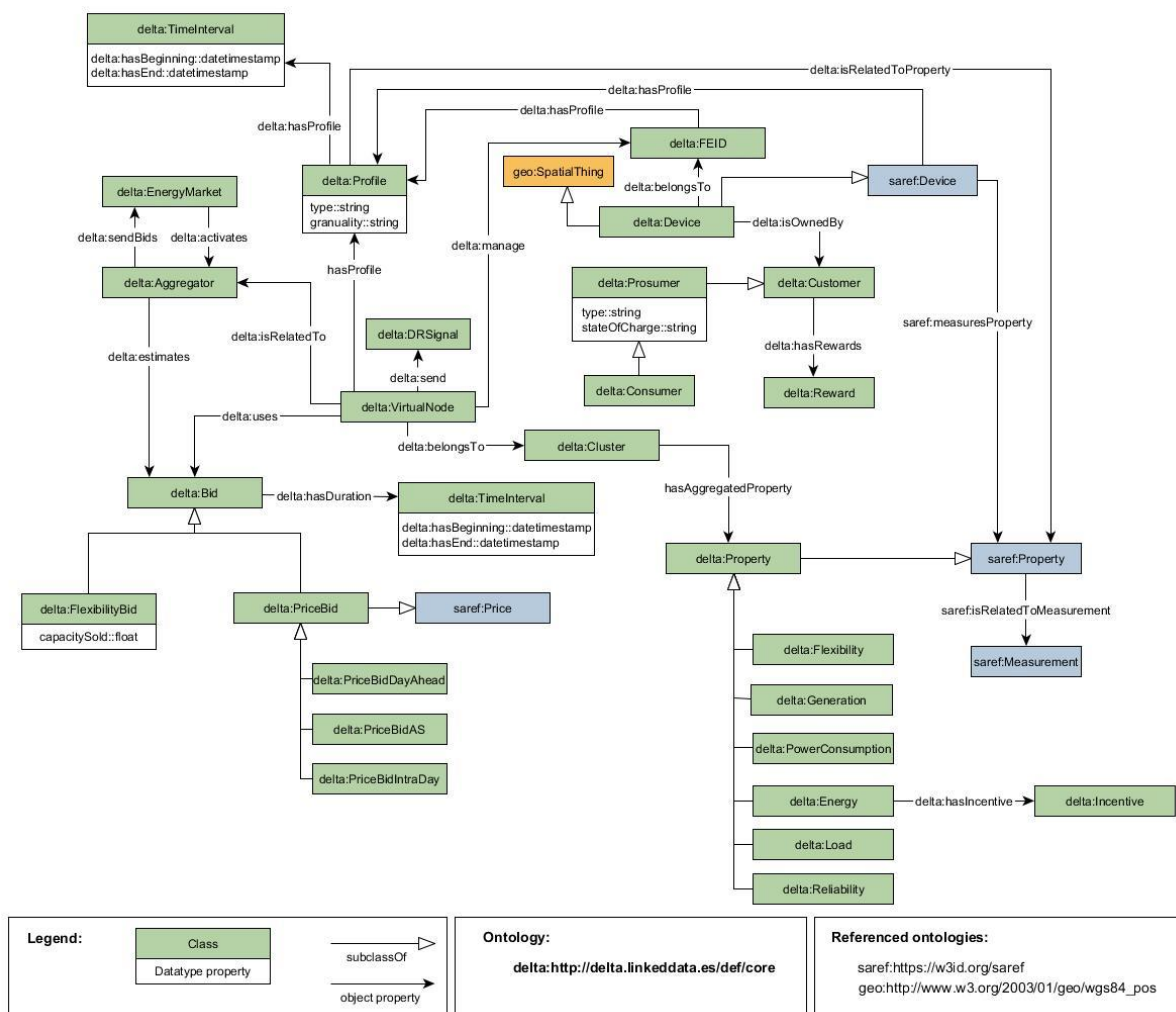 delta:TimeInterval
delta:hasBeginning::datetimestamp
delta:hasEnd::datetimestamp
delta:isRelatedToProperty
delta:hasProfile
delta:hasProfile
delta:hasProfile
delta:FEID
delta:Profile
type::string
granuality::string
geo:SpatialThing
delta:belongsTo
saref:Device
delta:EnergyMarket
delta:Device
delta:isOwnedBy
delta:sendBids
delta:activates
delta:manage
hasProfile
delta:Aggregator
delta:Prosumer
type::string
stateOfCharge::string
delta:Customer
delta:isRelatedTo
delta:DRSignal
saref:measuresProperty
delta:estimates
delta:hasRewards
delta:send
delta:Consumer
delta:Reward
delta:VirtualNode
delta:uses
delta:belongsTo
delta:Cluster
hasAggregatedProperty
delta:Bid
delta:hasDuration
delta:TimeInterval
delta:hasBeginning::datetimestamp
delta:hasEnd::datetimestamp
delta:Property
saref:Property
delta:FlexibilityBid
capacitySold::float
delta:PriceBid
saref:Price
saref:isRelatedToMeasurement
delta:Flexibility
saref:Measurement
delta:PriceBidDayAhead
delta:Generation
delta:PriceBidAS
delta:PowerConsumption
delta:PriceBidIntraDay
delta:Energy
delta:hasIncentive
delta:Incentive
delta:Load
delta:Reliability
Legend:
Class
Datatype property
subclassOf
object property
Ontology:
delta:http://delta.linkeddata.es/def/core
Referenced ontologies:
saref:https://w3id.org/saref
geo:http://www.w3.org/2003/01/geo/wgs84_pos